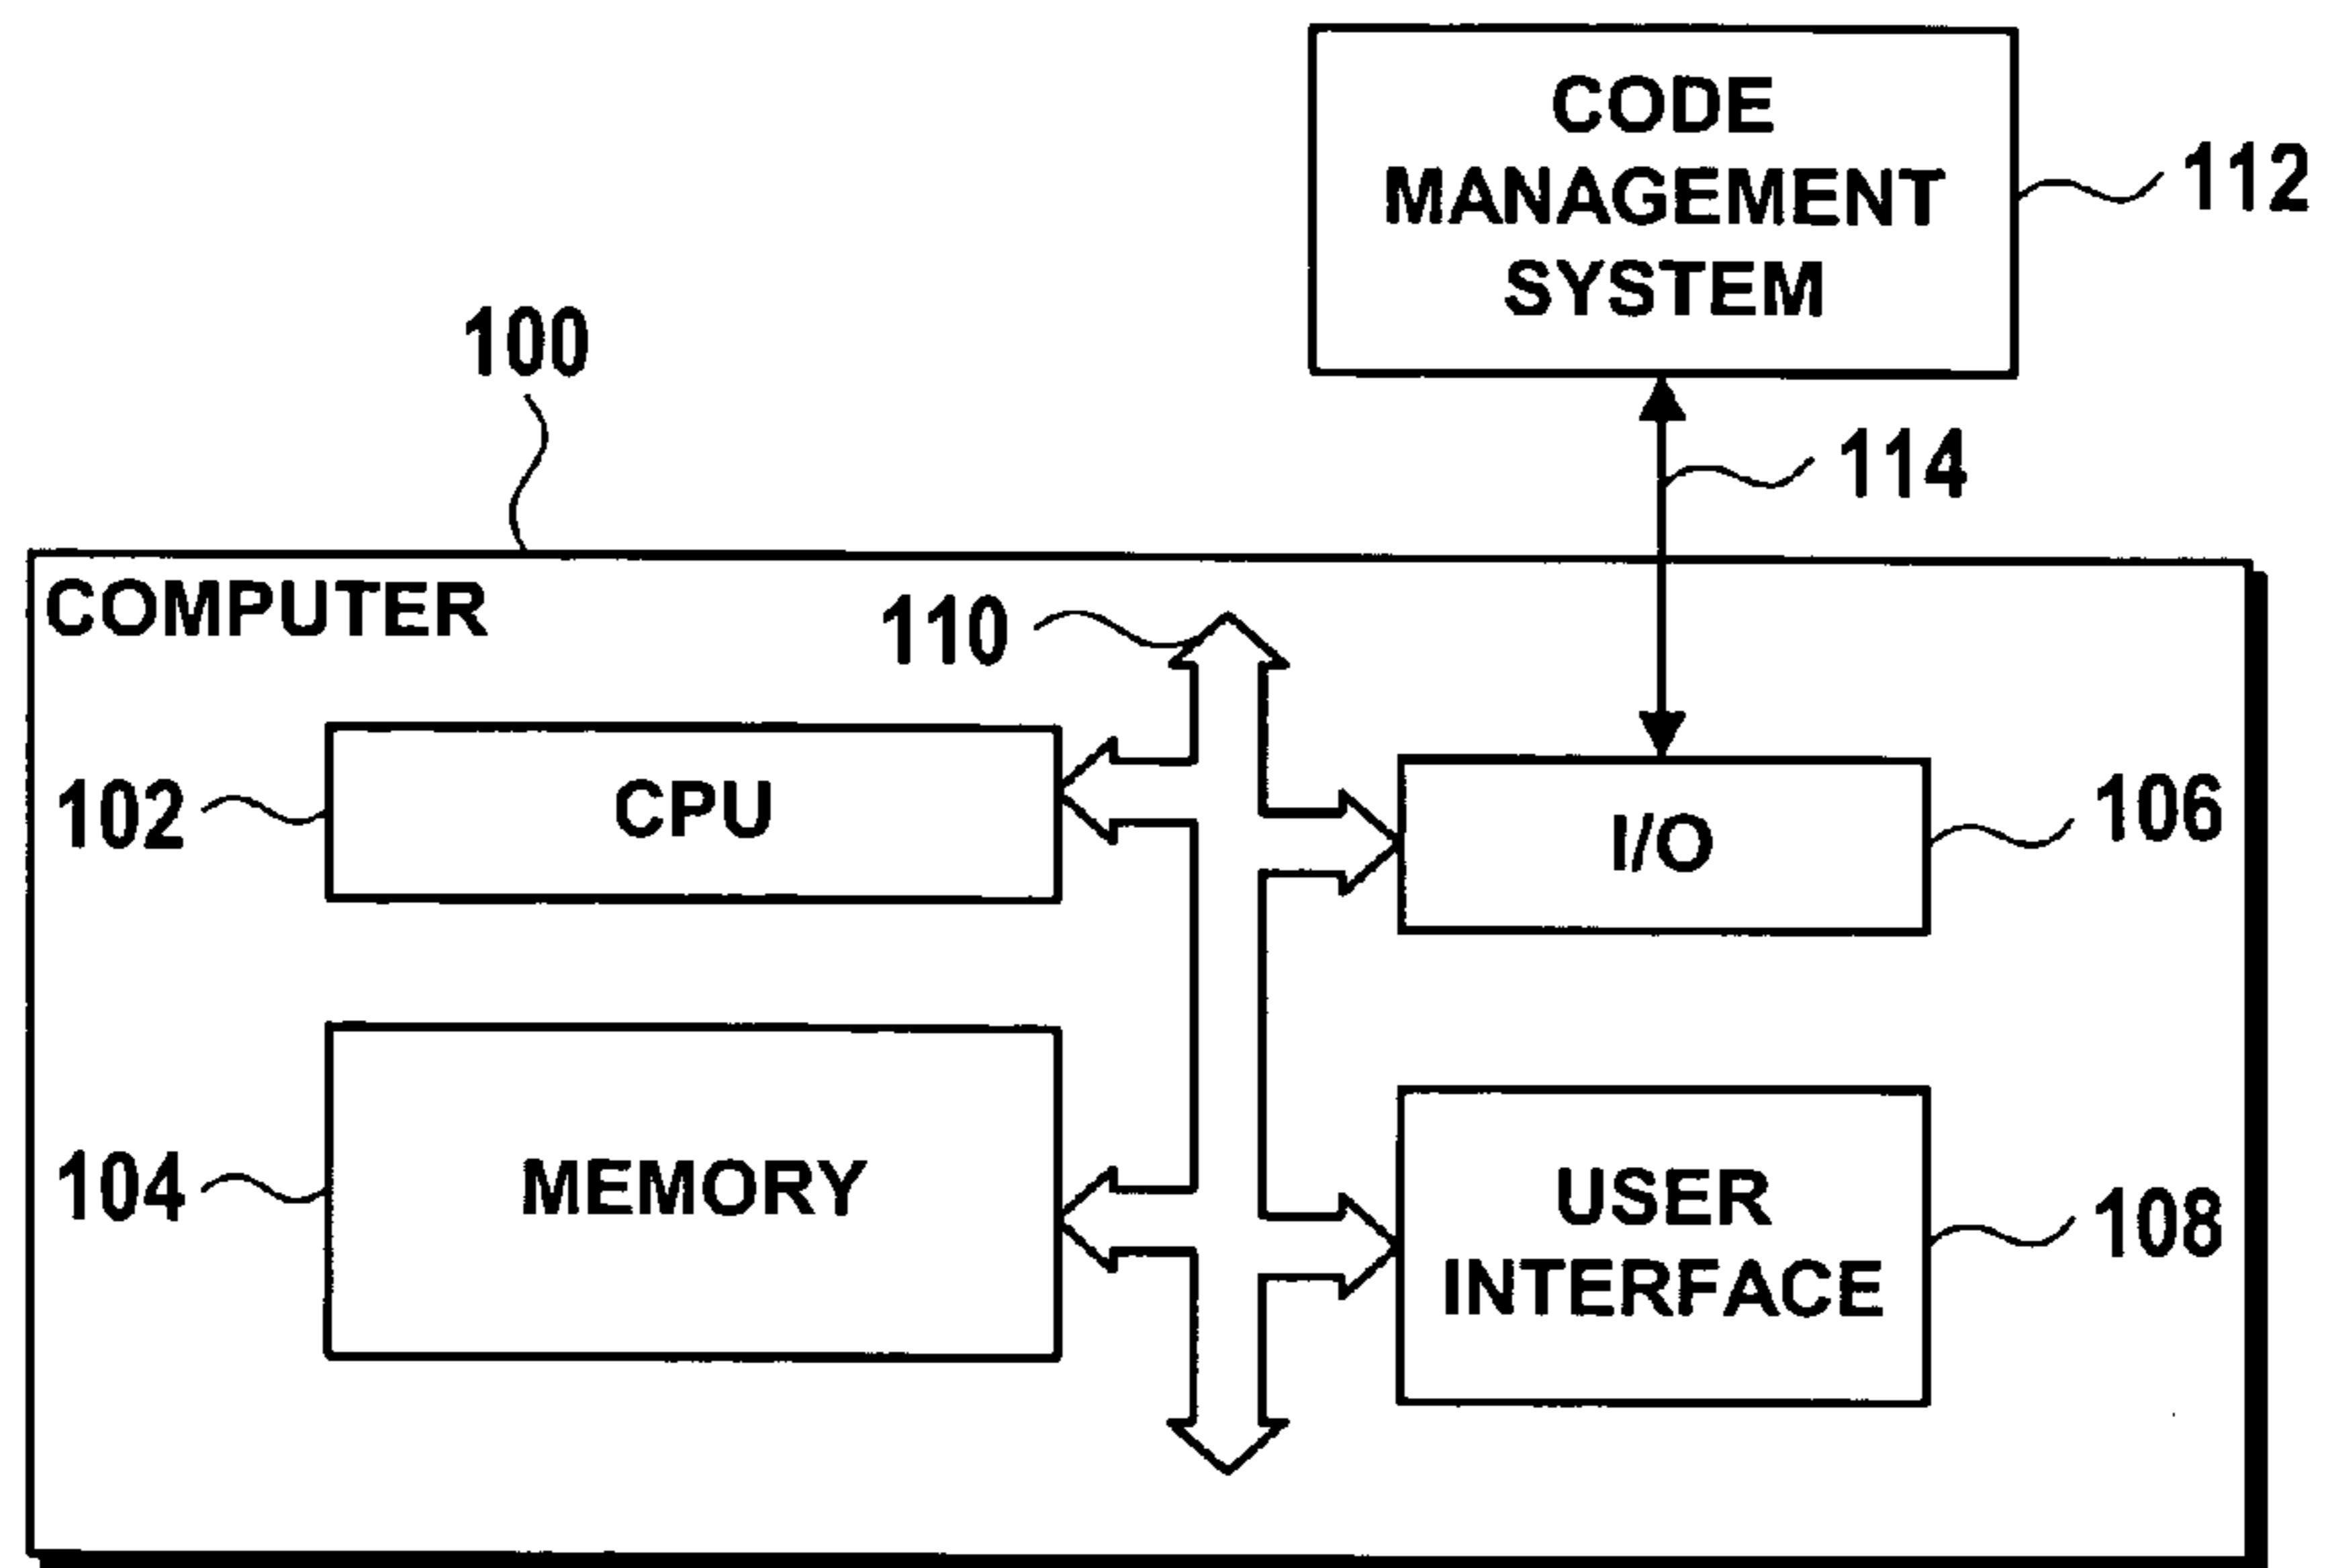 CODE
MANAGEMENT
SYSTEM
112
100
114
COMPUTER
110
CPU
102
I/O
106
MEMORY
104
USER
INTERFACE
108